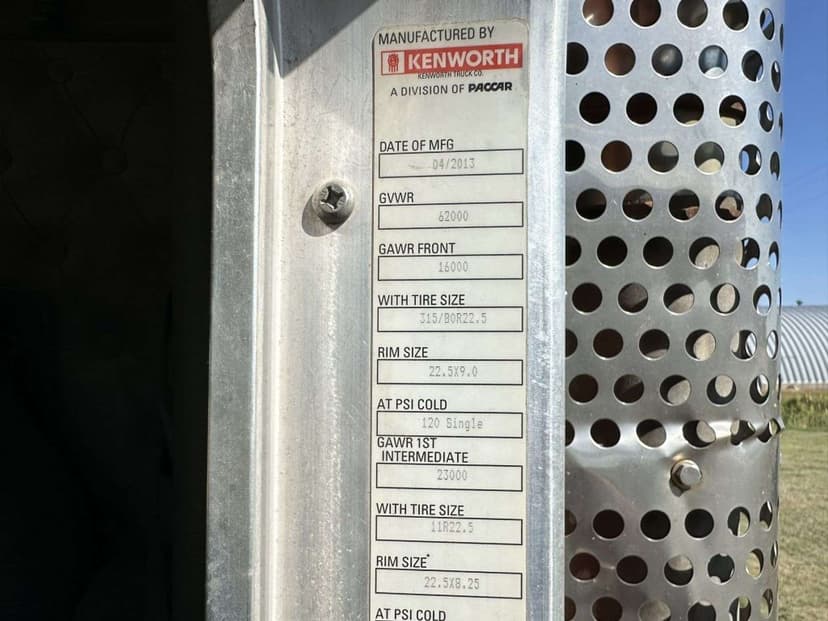 MANUFACTURED BY
KENWORTH
KENWORTH TRUCK CO.
A DIVISION OF PACCAR
DATE OF MFG
04/2013
GVWR
62000
GAWR FRONT
16000
WITH TIRE SIZE
315/80R22.5
RIM SIZE
22.5X9.0
AT PSI COLD
120 Single
GAWR 1ST
INTERMEDIATE
23000
WITH TIRE SIZE
11R22.5
RIM SIZE*
22.5X8.25
AT PSI COLD